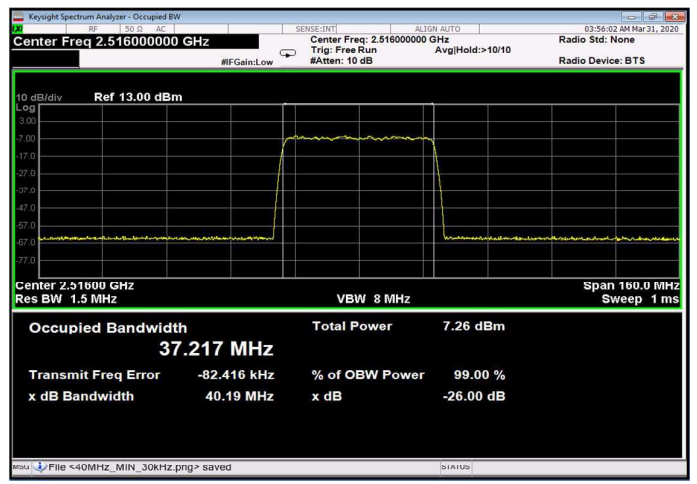 Keysight Spectrum Analyzer - Occupied BW
LXI RF 50 Ω AC SENSE:INT ALIGN AUTO 03:56:02 AM Mar 31, 2020
Center Freq 2.516000000 GHz Center Freq: 2.516000000 GHz Radio Std: None
Trig: Free Run Avg|Hold:>10/10
#IFGain:Low #Atten: 10 dB Radio Device: BTS
10 dB/div Ref 13.00 dBm
Log
3.00
-7.00
-17.0
-27.0
-37.0
-47.0
-57.0
-67.0
-77.0
Center 2.51600 GHz Span 160.0 MHz
Res BW 1.5 MHz VBW 8 MHz Sweep 1 ms
Occupied Bandwidth Total Power 7.26 dBm
37.217 MHz
Transmit Freq Error -82.416 kHz % of OBW Power 99.00 %
x dB Bandwidth 40.19 MHz x dB -26.00 dB
MSG File <40MHz_MIN_30kHz.png> saved STATUS